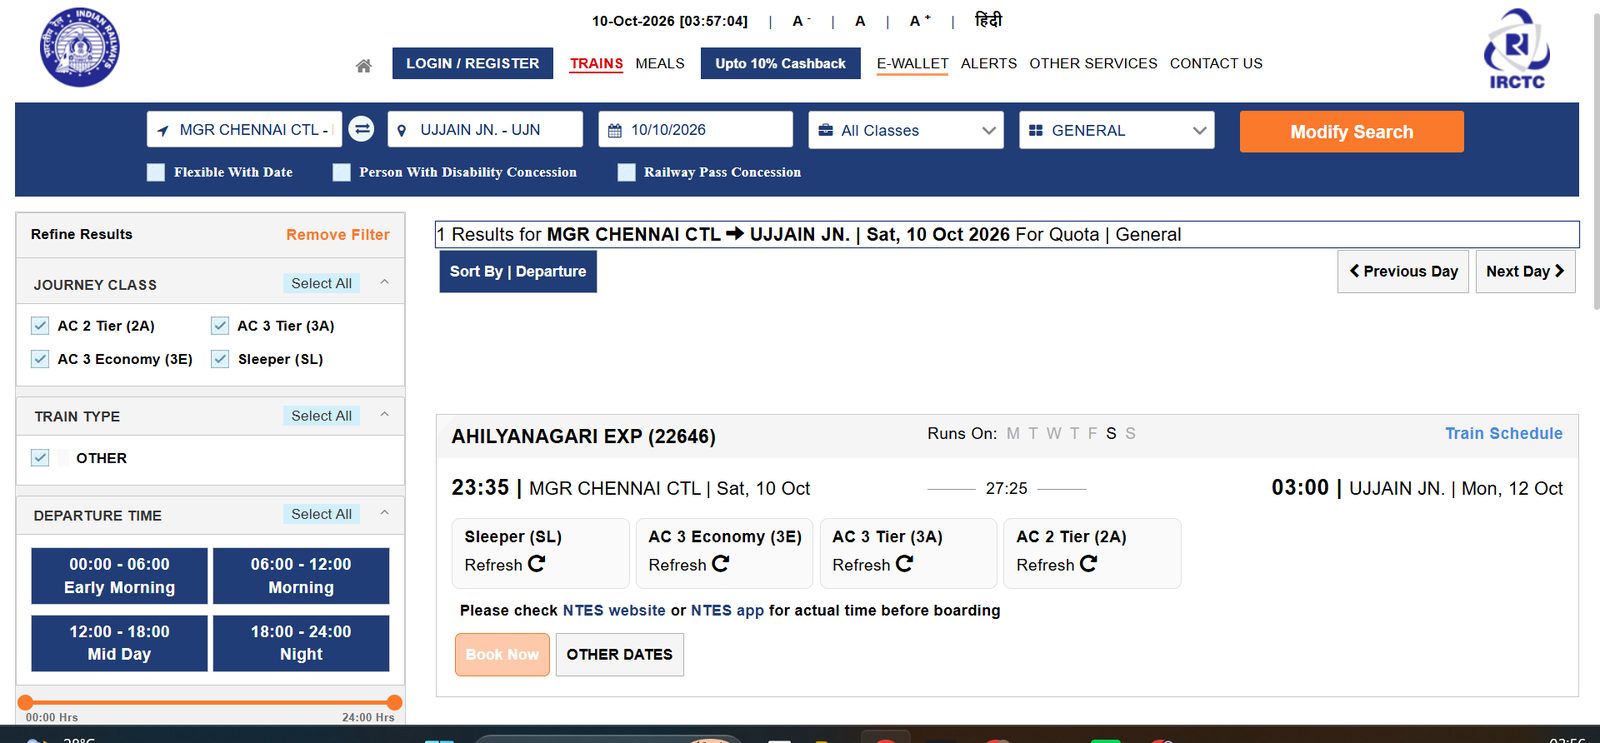 10-Oct-2026 [03:57:04] | A - | A | A + | हिंदी
INDIAN RAILWAYS
LOGIN / REGISTER TRAINS MEALS Upto 10% Cashback E-WALLET ALERTS OTHER SERVICES CONTACT US
IRCTC
MGR CHENNAI CTL - UJJAIN JN. - UJN 10/10/2026 All Classes GENERAL Modify Search
Flexible With Date Person With Disability Concession Railway Pass Concession
Refine Results Remove Filter
JOURNEY CLASS Select All
AC 2 Tier (2A) AC 3 Tier (3A)
AC 3 Economy (3E) Sleeper (SL)
TRAIN TYPE Select All
OTHER
DEPARTURE TIME Select All
00:00 - 06:00
Early Morning
06:00 - 12:00
Morning
12:00 - 18:00
Mid Day
18:00 - 24:00
Night
00:00 Hrs 24:00 Hrs
1 Results for MGR CHENNAI CTL → UJJAIN JN. | Sat, 10 Oct 2026 For Quota | General
Sort By | Departure Previous Day Next Day
AHILYANAGARI EXP (22646) Runs On: M T W T F S S Train Schedule
23:35 | MGR CHENNAI CTL | Sat, 10 Oct 27:25 03:00 | UJJAIN JN. | Mon, 12 Oct
Sleeper (SL) AC 3 Economy (3E) AC 3 Tier (3A) AC 2 Tier (2A)
Refresh Refresh Refresh Refresh
Please check NTES website or NTES app for actual time before boarding
Book Now OTHER DATES